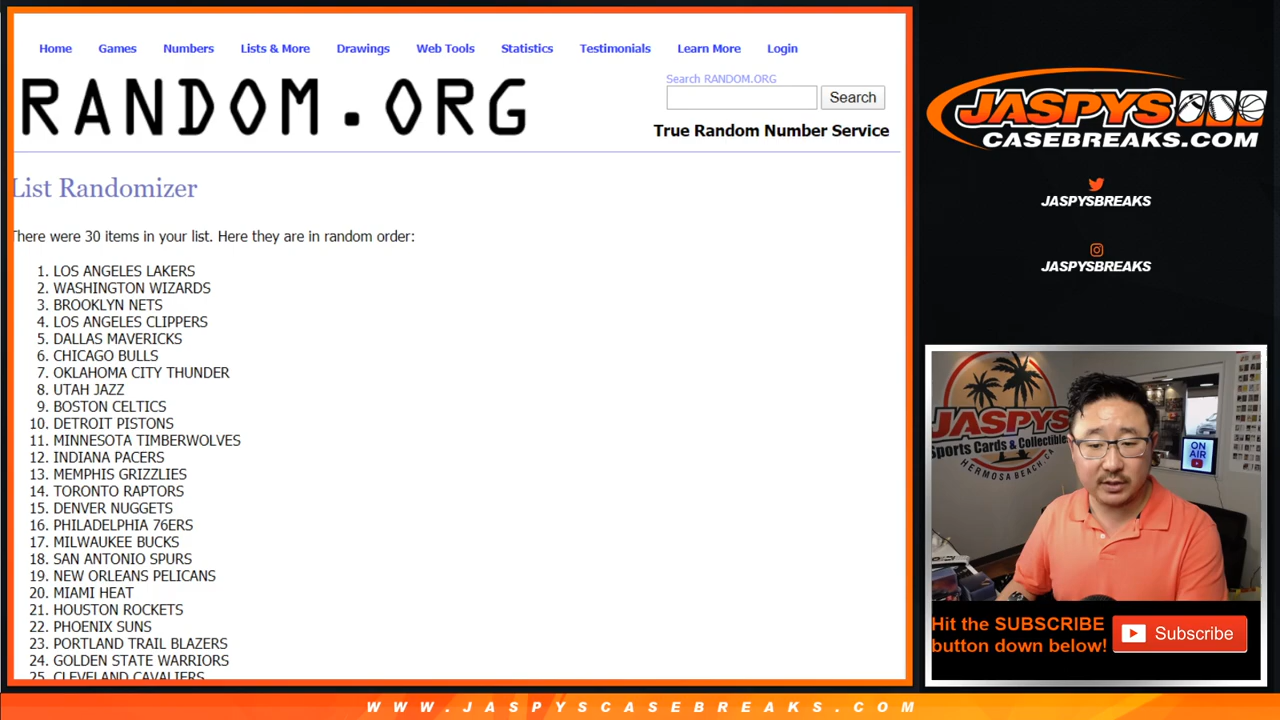 Home Games Numbers Lists & More Drawings Web Tools Statistics Testimonials Learn More Login
RANDOM.ORG
Search RANDOM.ORG
Search
True Random Number Service
List Randomizer
There were 30 items in your list. Here they are in random order:
1. LOS ANGELES LAKERS
2. WASHINGTON WIZARDS
3. BROOKLYN NETS
4. LOS ANGELES CLIPPERS
5. DALLAS MAVERICKS
6. CHICAGO BULLS
7. OKLAHOMA CITY THUNDER
8. UTAH JAZZ
9. BOSTON CELTICS
10. DETROIT PISTONS
11. MINNESOTA TIMBERWOLVES
12. INDIANA PACERS
13. MEMPHIS GRIZZLIES
14. TORONTO RAPTORS
15. DENVER NUGGETS
16. PHILADELPHIA 76ERS
17. MILWAUKEE BUCKS
18. SAN ANTONIO SPURS
19. NEW ORLEANS PELICANS
20. MIAMI HEAT
21. HOUSTON ROCKETS
22. PHOENIX SUNS
23. PORTLAND TRAIL BLAZERS
24. GOLDEN STATE WARRIORS
25. CLEVELAND CAVALIERS
JASPYS
CASEBREAKS.COM
JASPYSBREAKS
JASPYSBREAKS
JASPYS
Sports Cards & Collectibles
HERMOSA BEACH, CA
ON
AIR
Hit the SUBSCRIBE
button down below!
Subscribe
WWW.JASPYSCASEBREAKS.COM